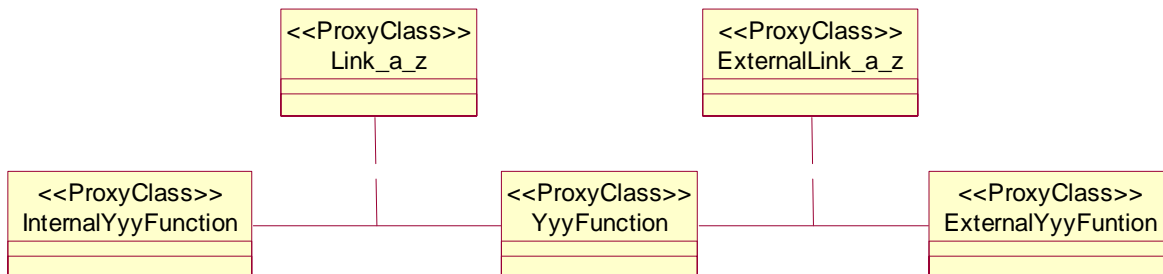 <<ProxyClass>>
Link_a_z
<<ProxyClass>>
ExternalLink_a_z
<<ProxyClass>>
InternalYyyFunction
<<ProxyClass>>
YyyFunction
<<ProxyClass>>
ExternalYyyFuntion